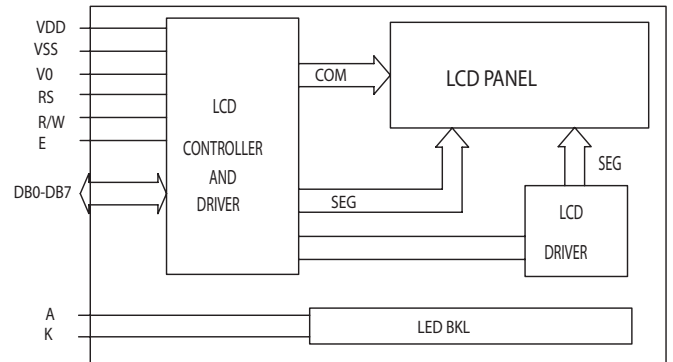 VDD
VSS
V0
RS
R/W
E
DB0-DB7
A
K
LCD
CONTROLLER
AND
DRIVER
COM
SEG
LCD PANEL
SEG
LCD
DRIVER
LED BKL